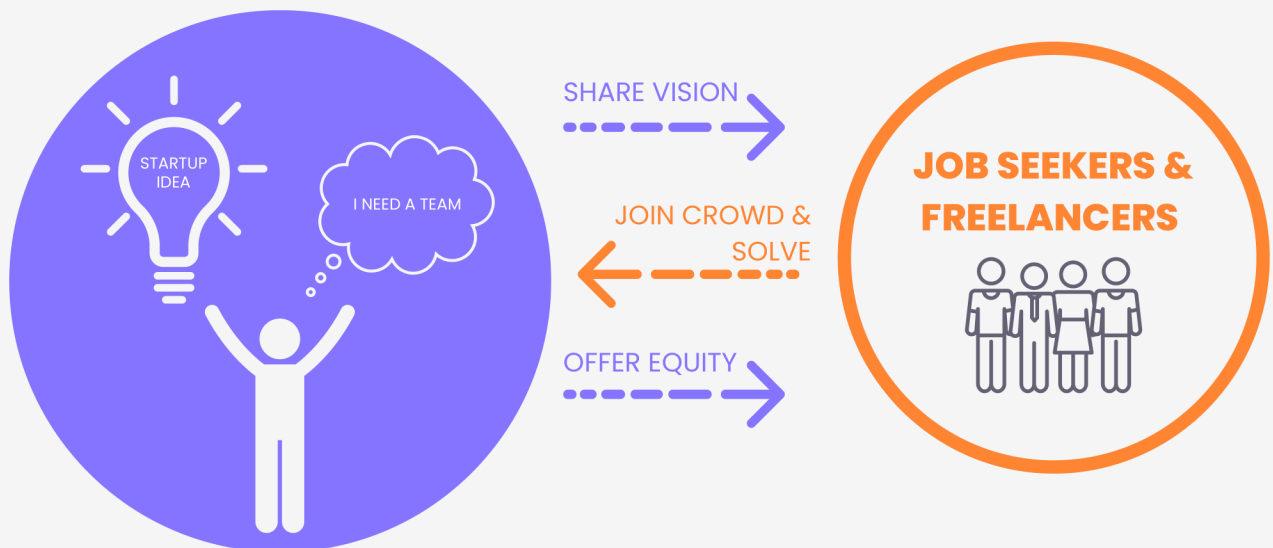 STARTUP
IDEA
I NEED A TEAM
SHARE VISION
JOIN CROWD &
SOLVE
OFFER EQUITY
JOB SEEKERS &
FREELANCERS